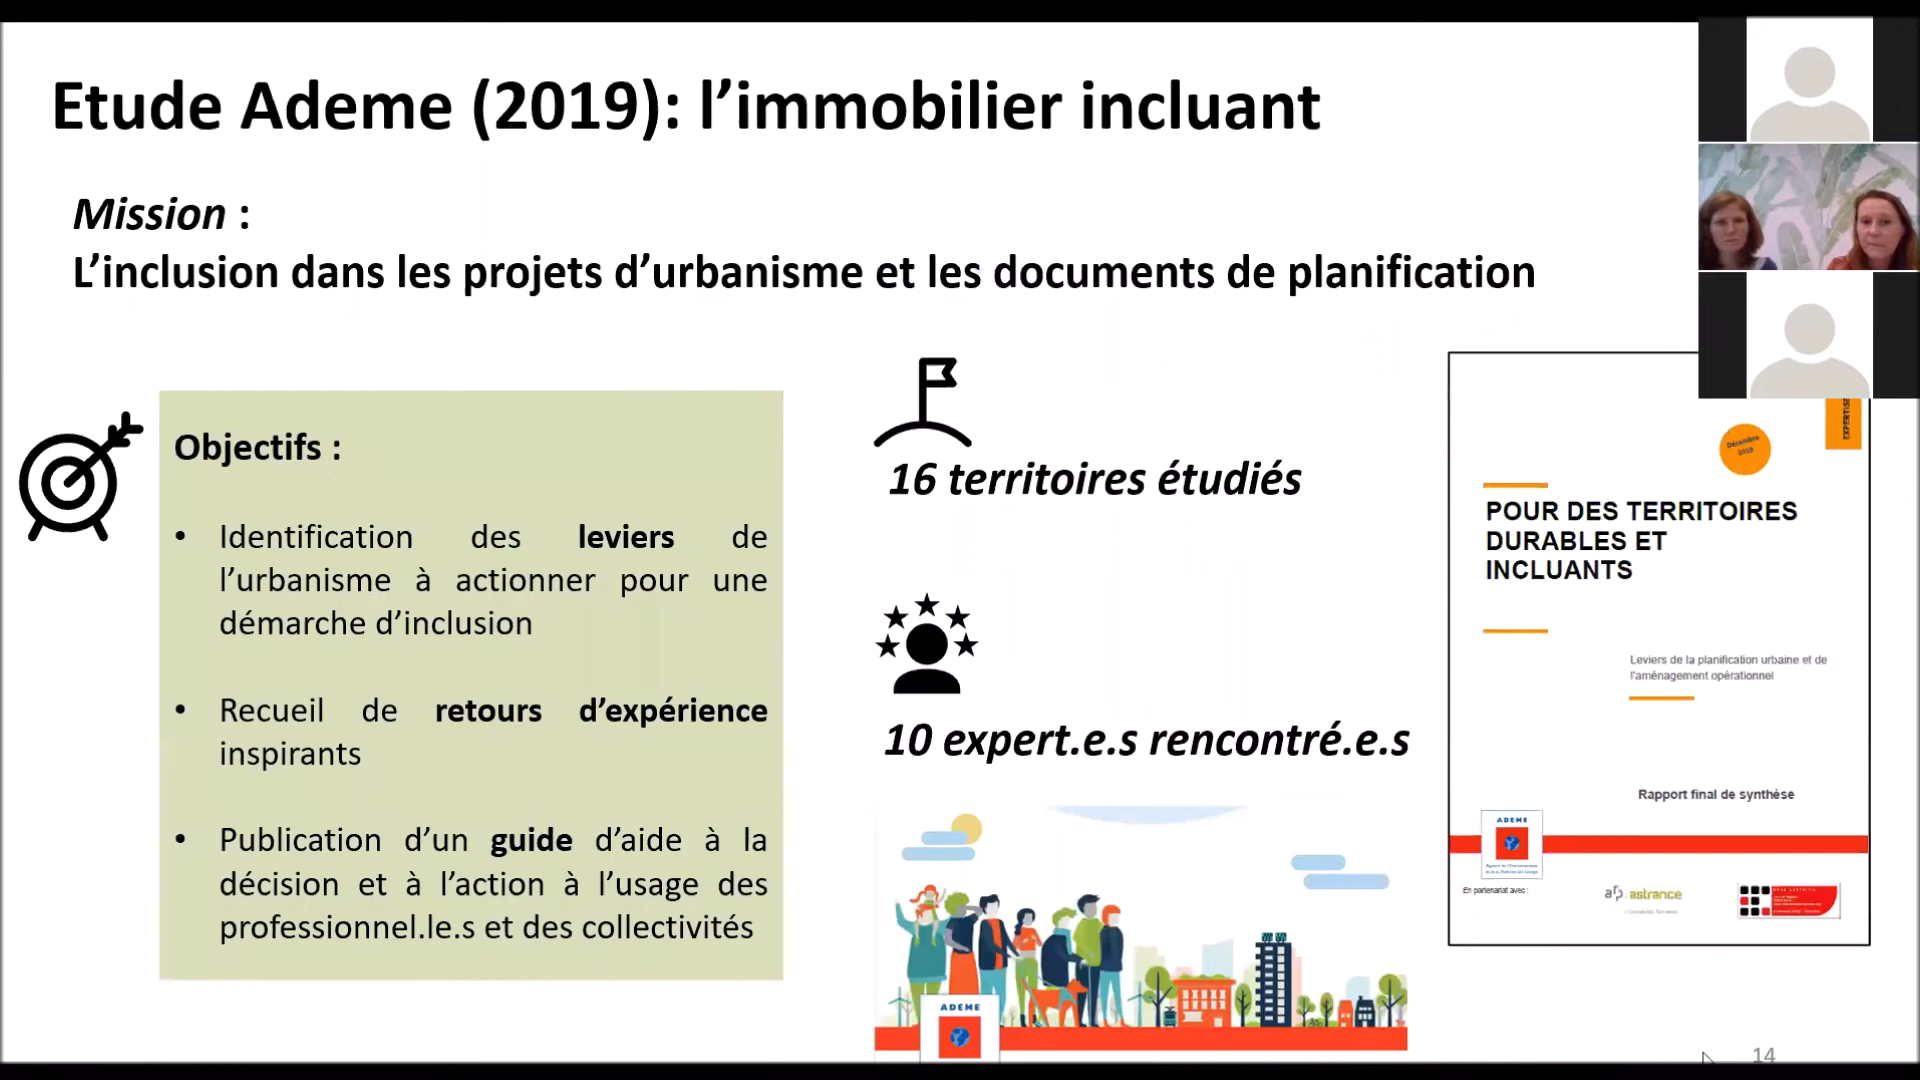 Etude Ademe (2019): l’immobilier incluant
Mission :
L’inclusion dans les projets d’urbanisme et les documents de planification
Objectifs :
• Identification des leviers de
l’urbanisme à actionner pour une
démarche d’inclusion
• Recueil de retours d’expérience
inspirants
• Publication d’un guide d’aide à la
décision et à l’action à l’usage des
professionnel.le.s et des collectivités
16 territoires étudiés
10 expert.e.s rencontré.e.s
ADEME
Décembre
2019
POUR DES TERRITOIRES
DURABLES ET
INCLUANTS
Leviers de la planification urbaine et de
l'aménagement opérationnel
Rapport final de synthèse
ADEME
En partenariat avec :
arp. astrance
14